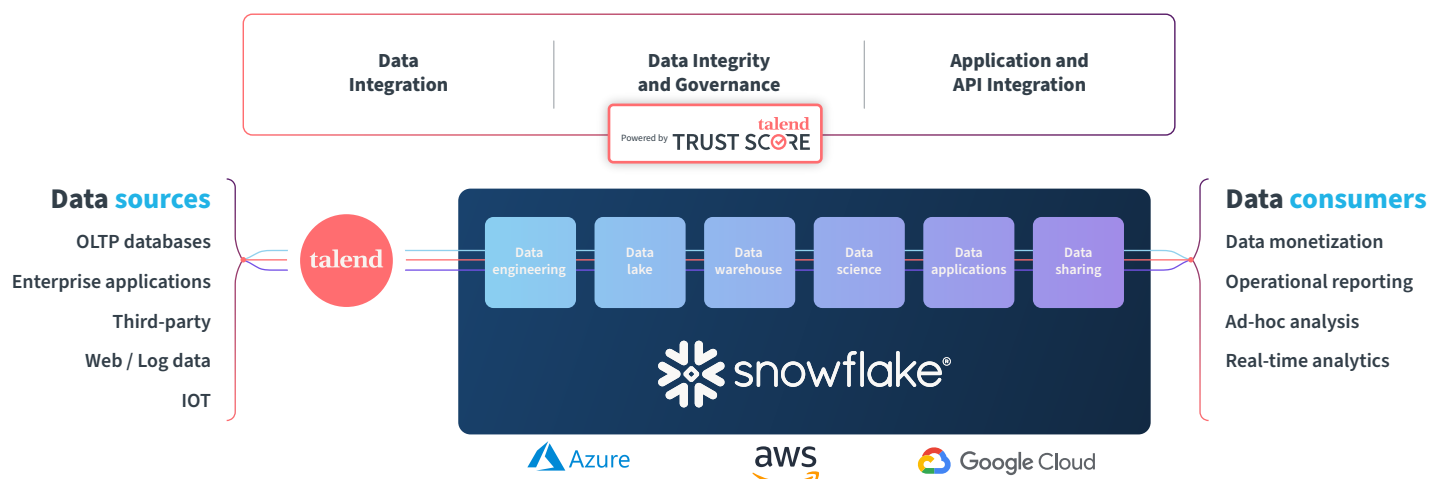 Data
Integration
Data Integrity
and Governance
Application and
API Integration
talend
Powered by TRUST SCORE
Data sources
OLTP databases
Enterprise applications
Third-party
Web / Log data
IOT
talend
Data
engineering
Data
lake
Data
warehouse
Data
science
Data
applications
Data
sharing
snowflake®
Data consumers
Data monetization
Operational reporting
Ad-hoc analysis
Real-time analytics
Azure
aws
Google Cloud